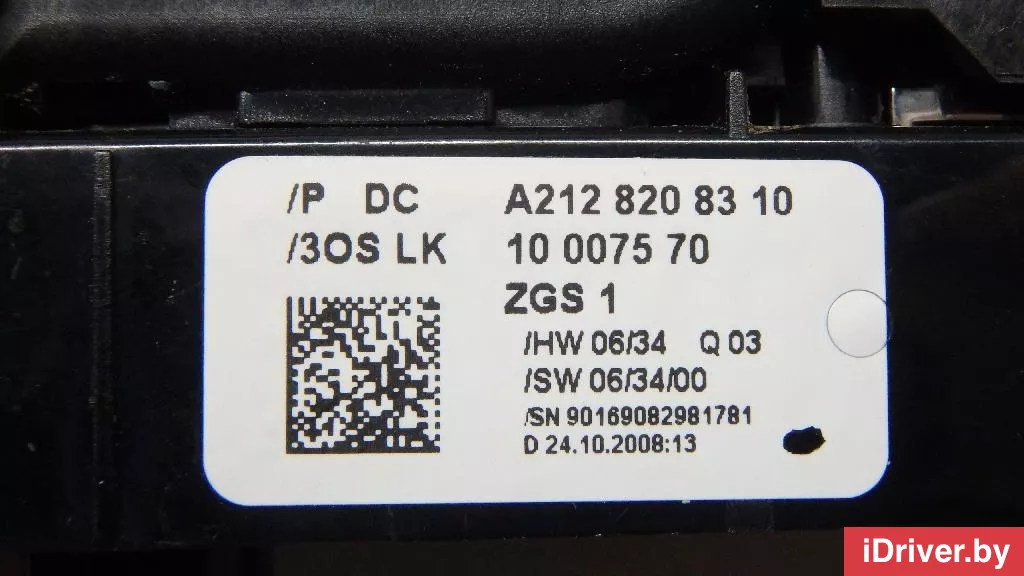 /P DC A212 820 83 10
/3OS LK 10 0075 70
ZGS 1
/HW 06/34 Q 03
/SW 06/34/00
/SN 90169082981781
D 24.10.2008:13
iDriver.by